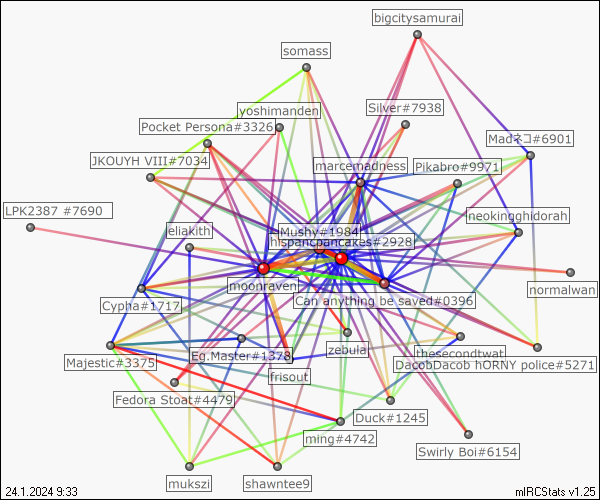 bigcitysamurai
somass
Silver#7938
yoshimanden
Pocket Persona#3326
Madネコ#6901
JKOUYH VIII#7034
marcemadness
Pikabro#9971
LPK2387 #7690
neokingghidorah
eliakith
Mushy#1984
hispanicpancakes#2928
moonraven
normalwan
Can anything be saved#0396
Cypha#1717
zebula
Eg.Master#1378
thesecondtwat
Majestic#3375
DacobDacob hORNY police#5271
frisout
Fedora Stoat#4479
Duck#1245
ming#4742
Swirly Boi#6154
mukszi
shawntee9
24.1.2024 9:33
mIRCStats v1.25